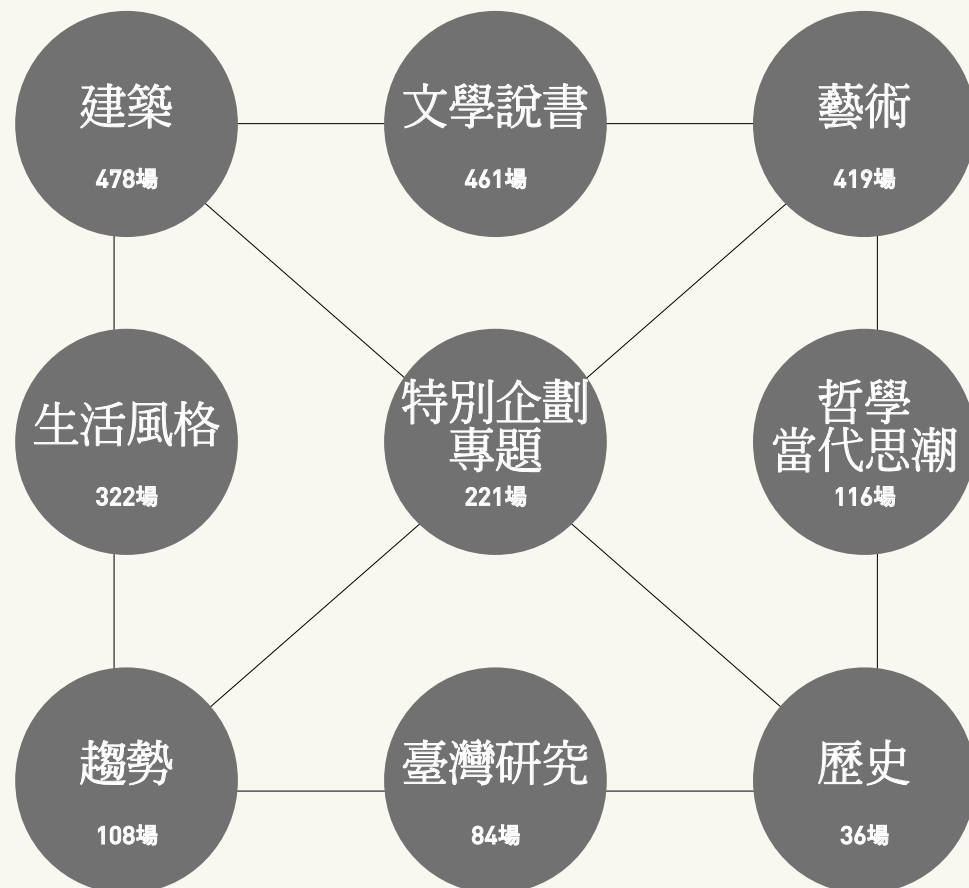 建築
478場
文學說書
461場
藝術
419場
生活風格
322場
特別企劃
專題
221場
哲學
當代思潮
116場
趨勢
108場
臺灣研究
84場
歷史
36場